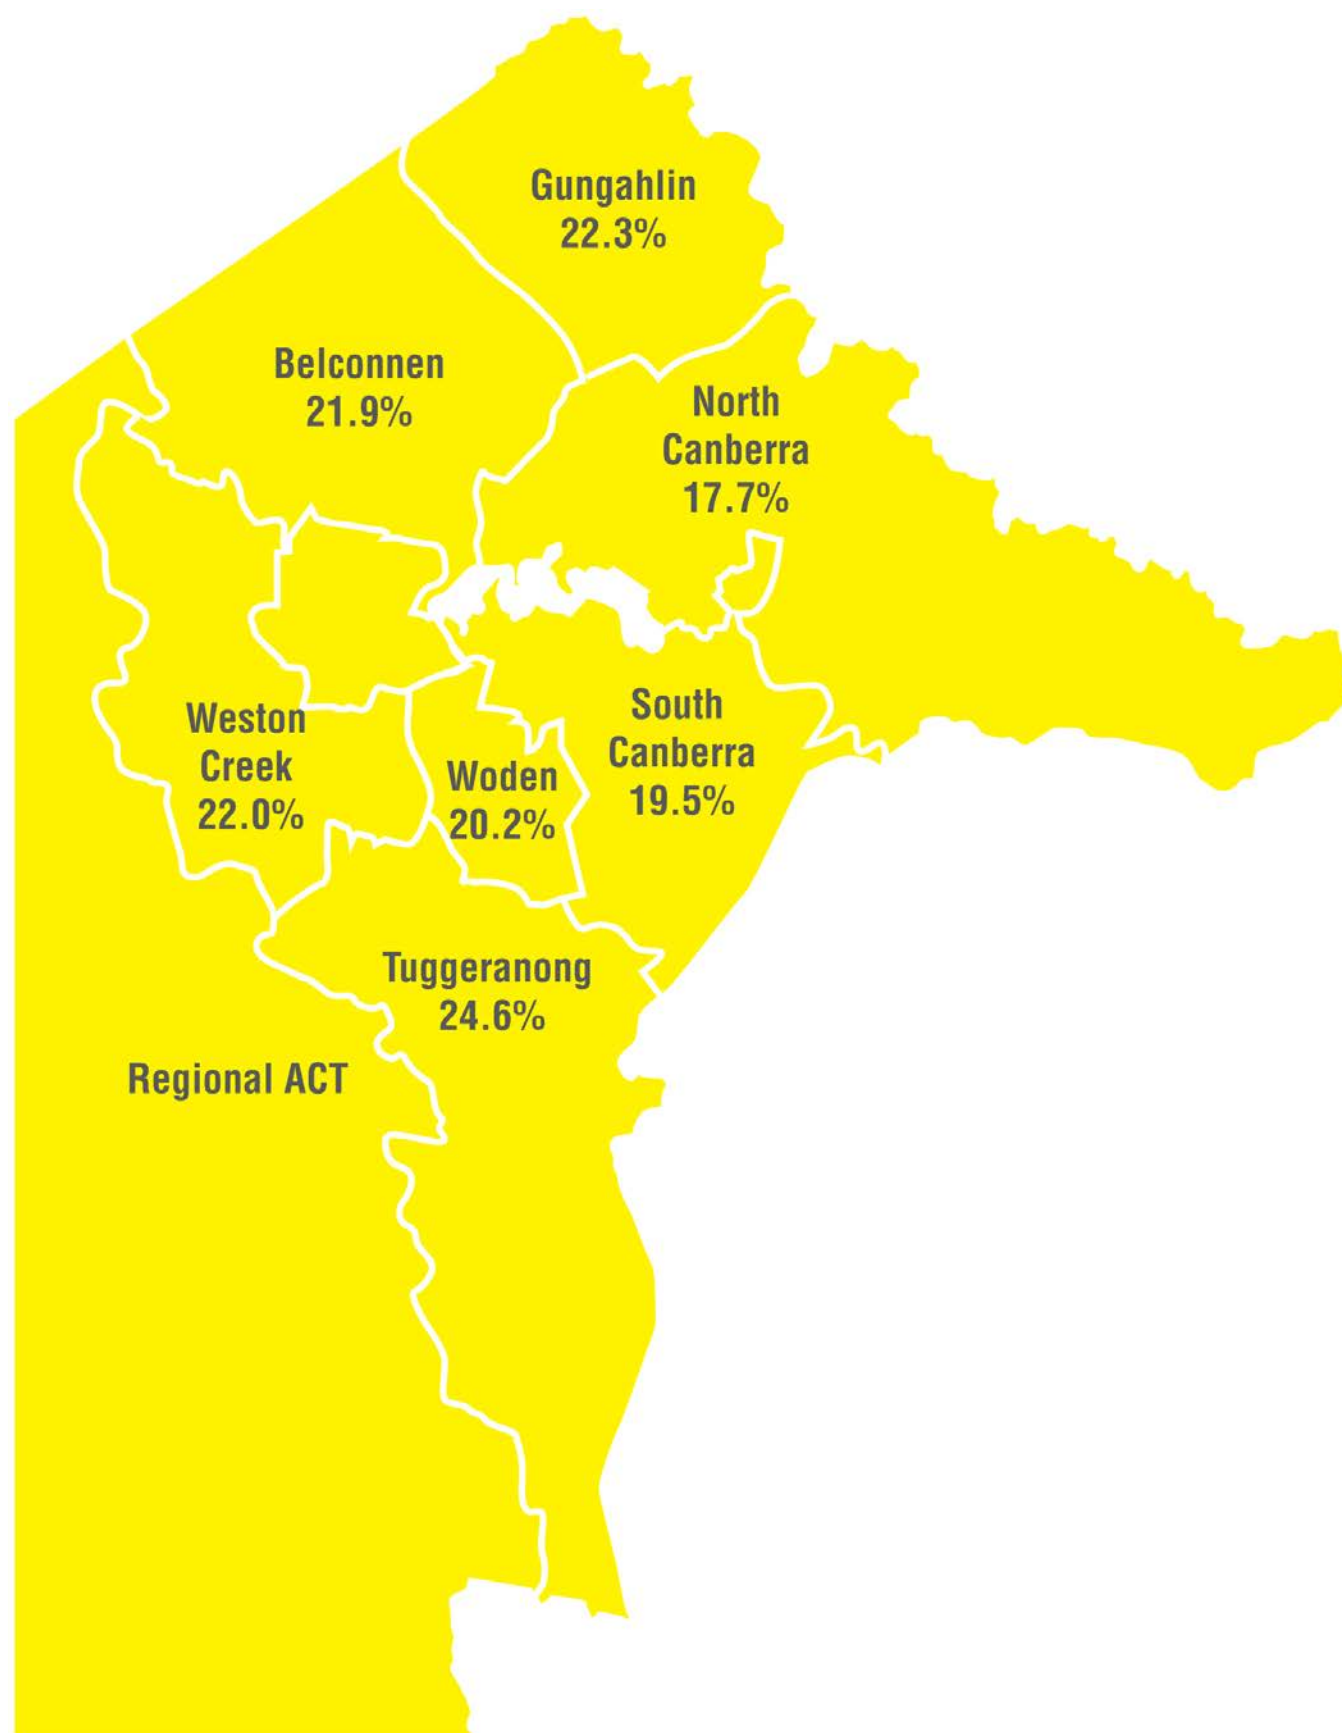 Gungahlin
22.3%
Belconnen
21.9%
North
Canberra
17.7%
Weston
Creek
22.0%
Woden
20.2%
South
Canberra
19.5%
Tuggeranong
24.6%
Regional ACT